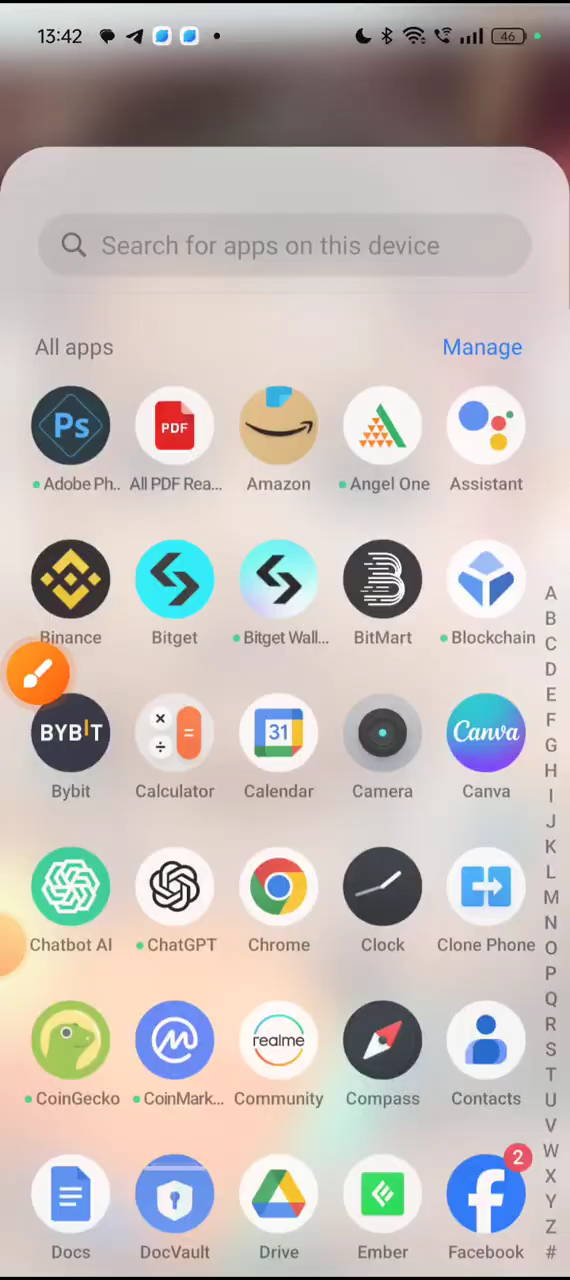 13:42
46
Search for apps on this device
All apps
Manage
Ps
PDF
Adobe Ph..
All PDF Rea...
Amazon
Angel One
Assistant
Binance
Bitget
Bitget Wall...
BitMart
Blockchain
BYBIT
31
Canva
Bybit
Calculator
Calendar
Camera
Canva
Chatbot AI
ChatGPT
Chrome
Clock
Clone Phone
realme
CoinGecko
CoinMark...
Community
Compass
Contacts
2
Docs
DocVault
Drive
Ember
Facebook
A
B
C
D
E
F
G
H
I
J
K
L
M
N
O
P
Q
R
S
T
U
V
W
X
Y
Z
#